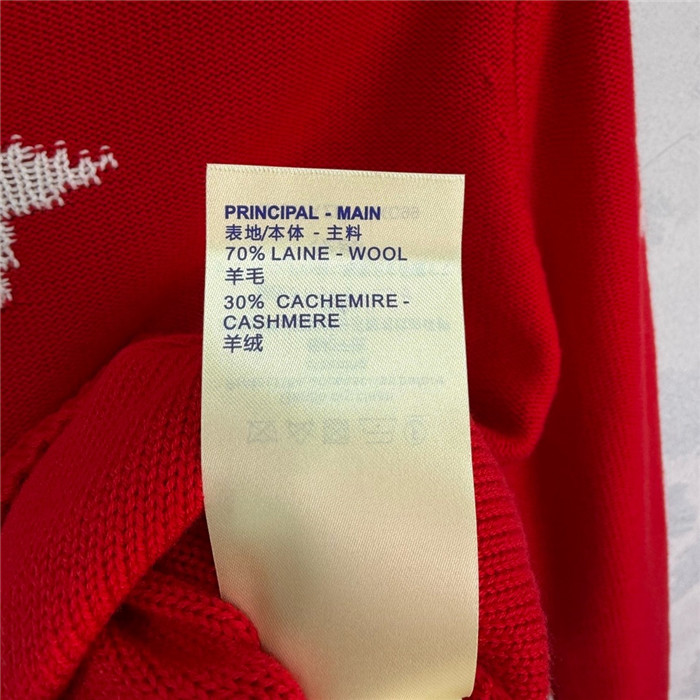 PRINCIPAL - MAIN
表地/本体 - 主料
70% LAINE - WOOL
羊毛
30% CACHEMIRE -
CASHMERE
羊绒